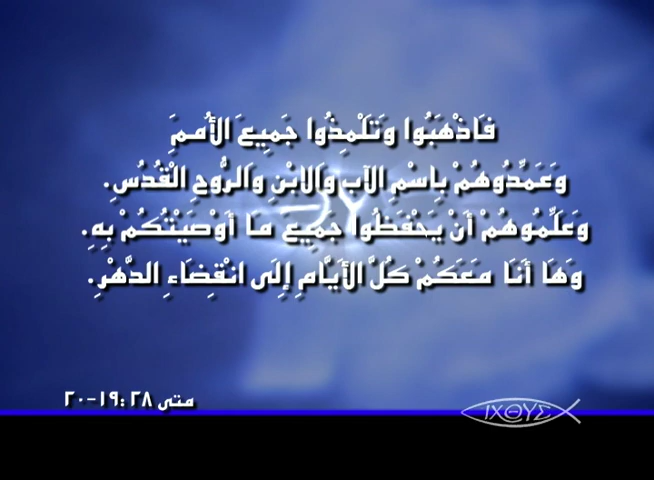 فَاذْهَبُوا وَتَلْمِذُوا جَمِيعَ الأُمَمِ
وَعَمِّدُوهُمْ بِاسْمِ الآبِ وَالابْنِ وَالرُّوحِ الْقُدُسِ.
وَعَلِّمُوهُمْ أَنْ يَحْفَظُوا جَمِيعَ مَا أَوْصَيْتُكُمْ بِهِ.
وَهَا أَنَا مَعَكُمْ كُلَّ الأَيَّامِ إِلَى انْقِضَاءِ الدَّهْرِ.
متى ٢٨ :١٩-٢٠
ΙΧΘΥΣ